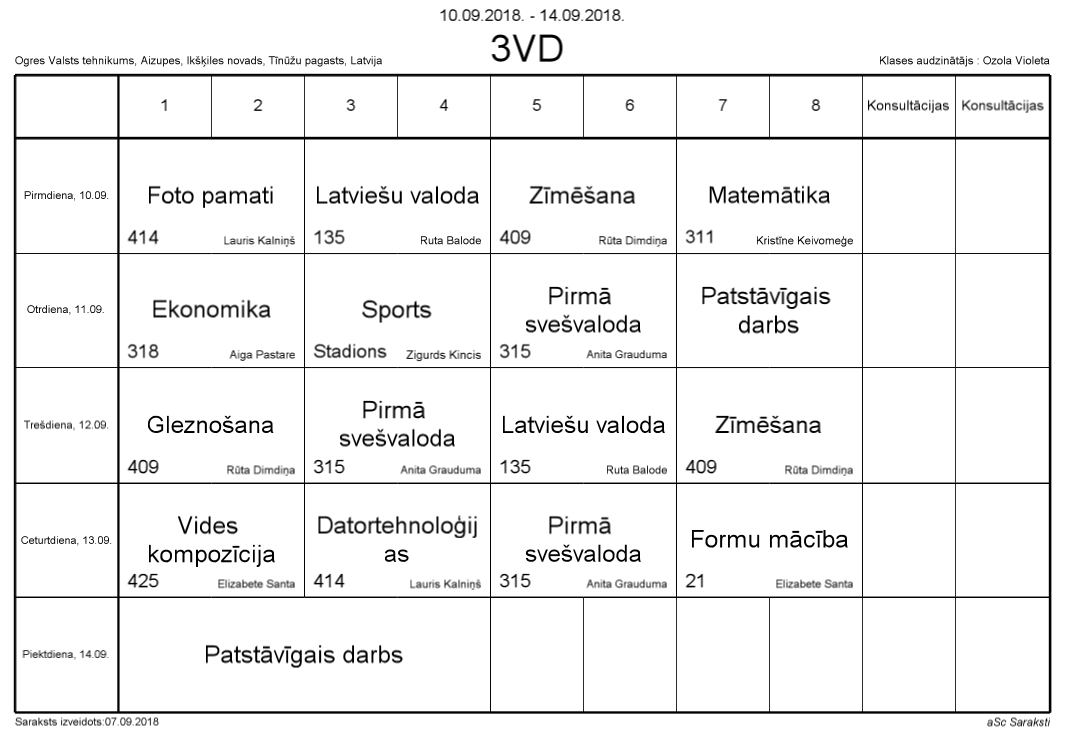 10.09.2018. - 14.09.2018.
3VD
Ogres Valsts tehnikums, Aizupes, Ikšķiles novads, Tīnūžu pagasts, Latvija
Klases audzinātājs : Ozola Violeta
1 2 3 4 5 6 7 8 Konsultācijas Konsultācijas
Pirmdiena, 10.09.
Foto pamati
414 Lauris Kalniņš
Latviešu valoda
135 Ruta Balode
Zīmēšana
409 Rūta Dimdiņa
Matemātika
311 Kristīne Keivomeģe
Otrdiena, 11.09.
Ekonomika
318 Aiga Pastare
Sports
Stadions Zigurds Kincis
Pirmā
svešvaloda
315 Anita Grauduma
Patstāvīgais
darbs
Trešdiena, 12.09.
Gleznošana
409 Rūta Dimdiņa
Pirmā
svešvaloda
315 Anita Grauduma
Latviešu valoda
135 Ruta Balode
Zīmēšana
409 Rūta Dimdiņa
Ceturtdiena, 13.09.
Vides
kompozīcija
425 Elizabete Santa
Datortehnoloģij
as
414 Lauris Kalniņš
Pirmā
svešvaloda
315 Anita Grauduma
Formu mācība
21 Elizabete Santa
Piektdiena, 14.09.
Patstāvīgais darbs
Saraksts izveidots:07.09.2018
aSc Saraksti